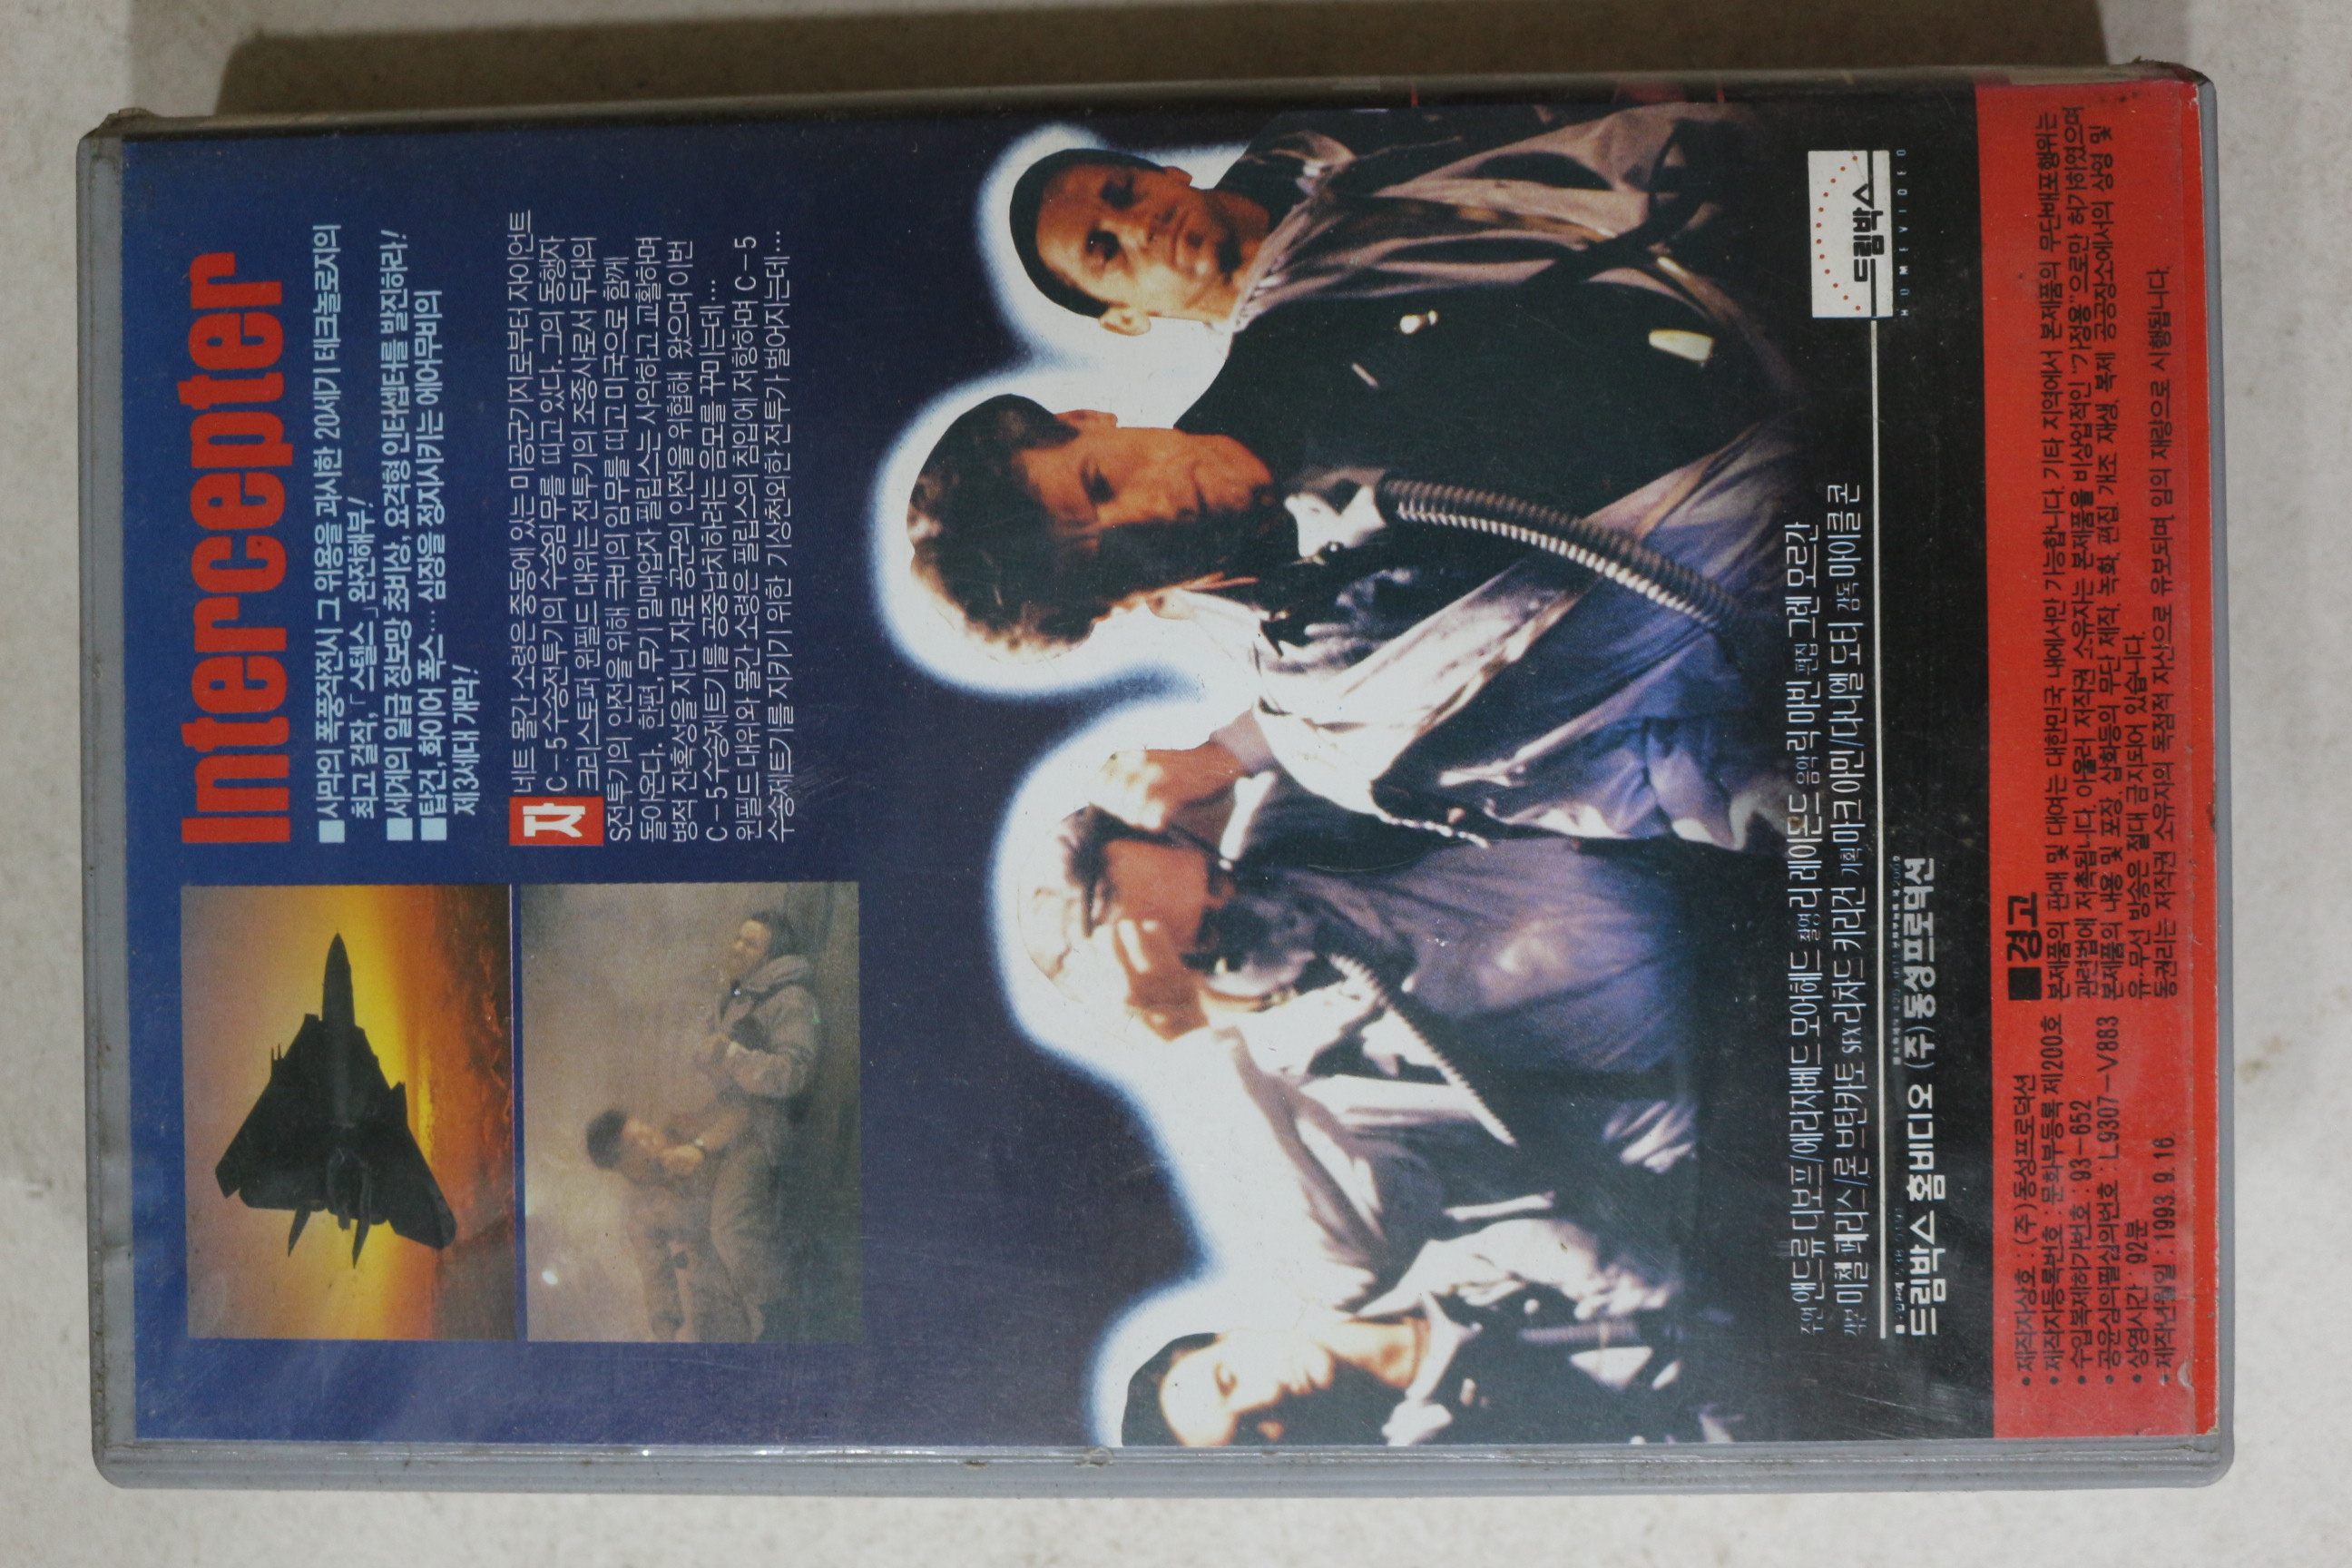 Intercepter
■사막의 폭풍작전시 그 위용을 과시한 20세기 테크놀로지의
최고 걸작, 「스텔스」 완전해부!
■세계의 일급 정보망 초비상, 요격형 인터셉터를 발진하라!
■탑건, 화이어 폭스… 심장을 정지시키는 에어무비의
제3세대 개막!
자
네트 몰간 소령은 중동에 있는 미공군기지로부터 자이언트
C-5 수송전투기의 수송임무를 띠고 있다. 그의 동행자
크리스토퍼 윈필드 대위는 전투기의 조종사로서 두대의
S전투기의 안전을 위해 극비의 임무를 띠고 미국으로 함께
돌아온다. 한편, 무기 밀매업자 필립스는 사악하고 교활하며
병적 잔혹성을 지닌 자로 공군의 안전을 위협해 왔으며 이번
C-5 수송제트기를 공중납치하려는 음모를 꾸미는데…
윈필드 대위와 몰간 소령은 필립스의 침입에 저항하며 C-5
수송제트기를 지키기 위한 기상천외한 전투가 벌어지는데…
주연 앤드류 디보프/에리자베드 모어헤드 촬영 리 레이몬드 음악 릭 마빈 편집 그렌 모간
각본 미첼 페리스/론 브탄카토 SFX 리차드 키리건 기획 마크 아민/다니엘 도티 감독 마이클 콘
드림박스
HOMEVIDEO
드림박스 홈비디오 (주)동성프로덕션
• 제작자상호 : (주)동성프로덕션
• 제작자등록번호 : 문화부등록 제200호
• 수입복제허가번호 : 93-652
• 공윤심의필심의번호 : L9307-V883
• 상영시간 : 92분
• 제작년월일 : 1993. 9. 16.
■경고
본제품의 판매 및 대여는 대한민국 내에서만 가능합니다. 기타 지역에서 본제품의 무단배포행위는
관련법에 저촉됩니다. 아울러 저작권 소유자는 본제품을 비상업적인 "가정용"으로만 허가하였으며
본제품의 내용 및 포장, 삽화등의 무단 제작, 녹화, 편집, 개조 재생, 복제 공공장소에서의 상영 및
유·무선 방송은 절대 금지되어 있습니다.
동권리는 저작권 소유자의 독점적 자산으로 유보되며, 임의 재량으로 시행됩니다.